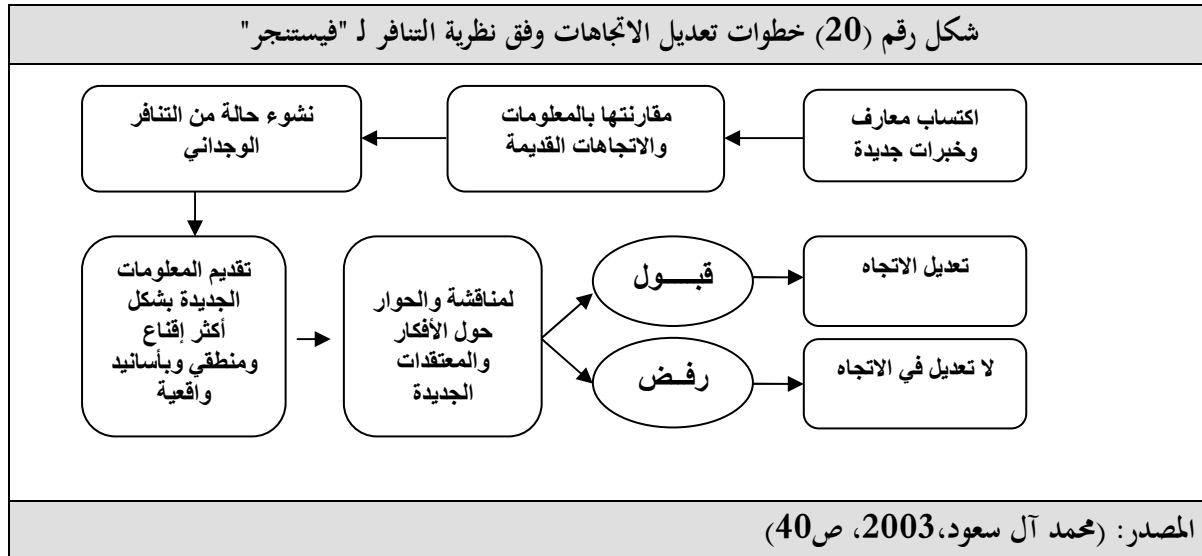 شكل رقم (20) خطوات تعديل الاتجاهات وفق نظرية التنافر لـ "فيستنجر"
اكتساب معارف
وخبرات جديدة
مقارنتها بالمعلومات
والاتجاهات القديمة
نشوء حالة من التنافر
الوجداني
تقديم المعلومات
الجديدة بشكل
أكثر إقناع
ومنطقي وبأسانيد
واقعية
لمناقشة والحوار
حول الأفكار
والمعتقدات
الجديدة
قبـــول
رفــض
تعديل الاتجاه
لا تعديل في الاتجاه
المصدر: (محمد آل سعود،2003، ص40)